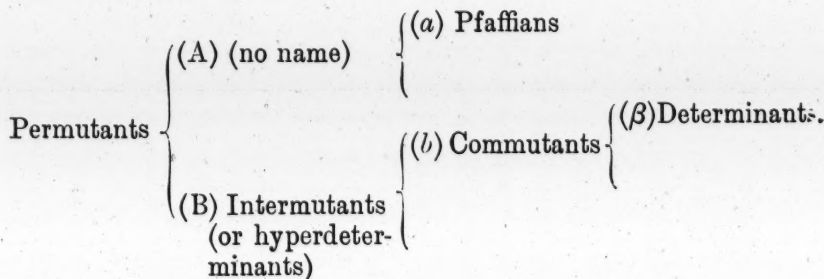 (a) Pfaffians
(A) (no name)
Permutants
(β) Determinants.
(b) Commutants
(B) Intermutants
(or hyperdeter-
minants)